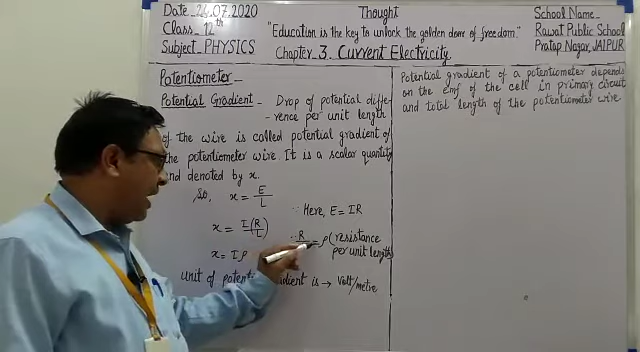 Date 24.07.2020
Class 12th
Subject PHYSICS
Thought
"Education is the key to unlock the golden door of freedom."
Chapter 3. Current Electricity.
School Name -
Rawat Public School
Pratap Nagar, JAIPUR
Potentiometer -
Potential Gradient - Drop of potential diffe-
-rence per unit length
of the wire is called potential gradient of
the potentiometer wire. It is a scalar quantity
and denoted by x.
So, x = E/L
∵ Here, E = IR
x = I(R/L)
∵ R = ρ (resistance
per unit length)
x = Iρ
unit of gradient is → Volt/metre
Potential gradient of a potentiometer depends
on the emf of the cell in primary circuit
and total length of the potentiometer wire